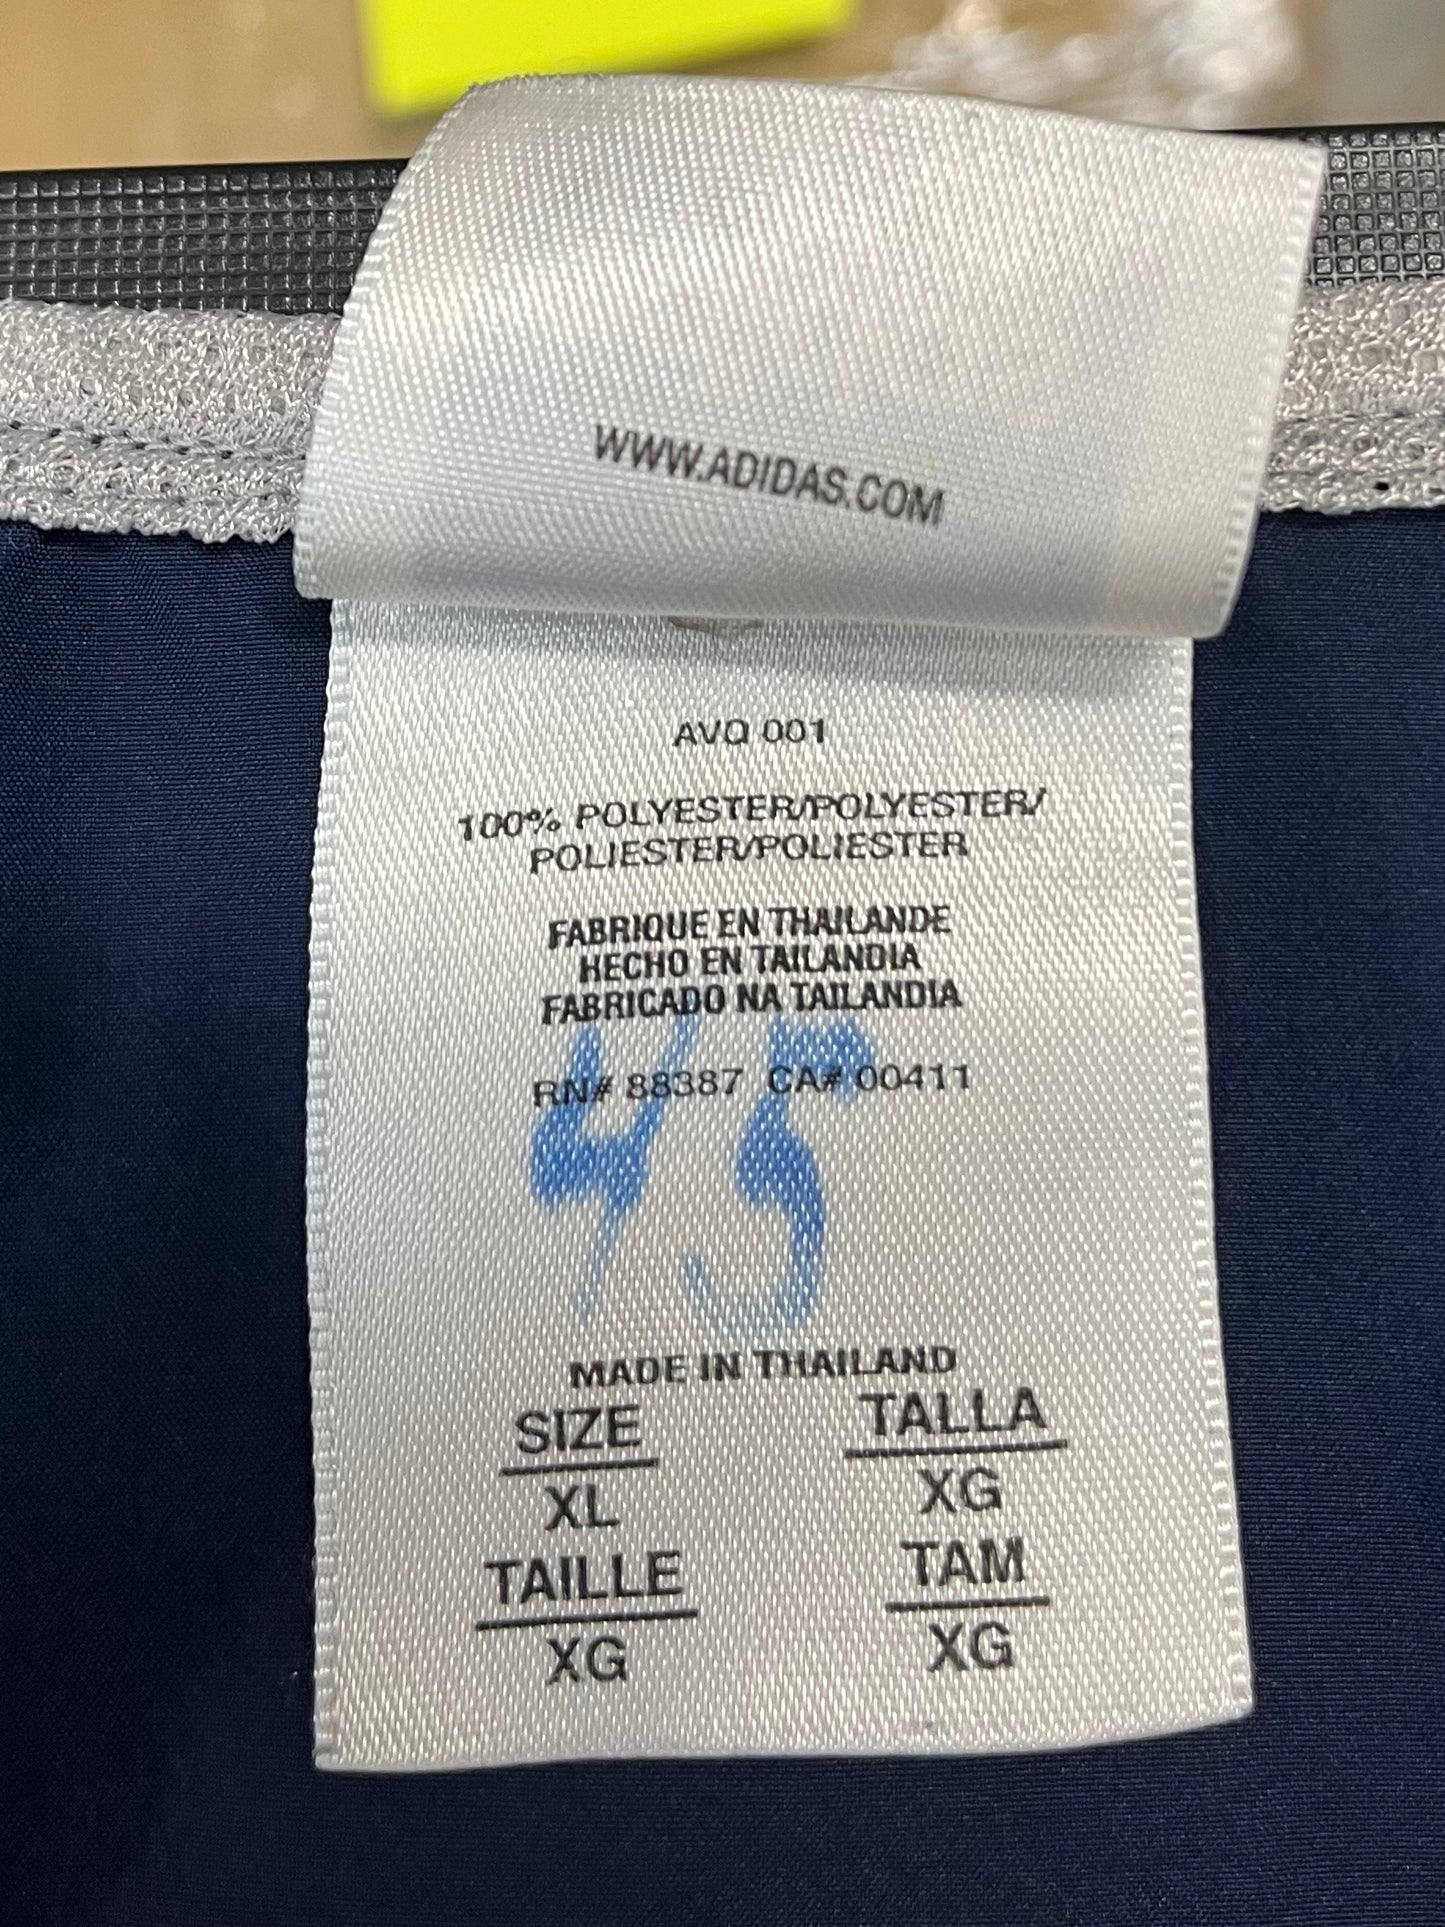 WWW.ADIDAS.COM
AVQ 001
100% POLYESTER/POLYESTER/
POLIESTER/POLIESTER
FABRIQUE EN THAILANDE
HECHO EN TAILANDIA
FABRICADO NA TAILANDIA
RN# 88387 CA# 00411
45
MADE IN THAILAND
SIZE TALLA
XL XG
TAILLE TAM
XG XG